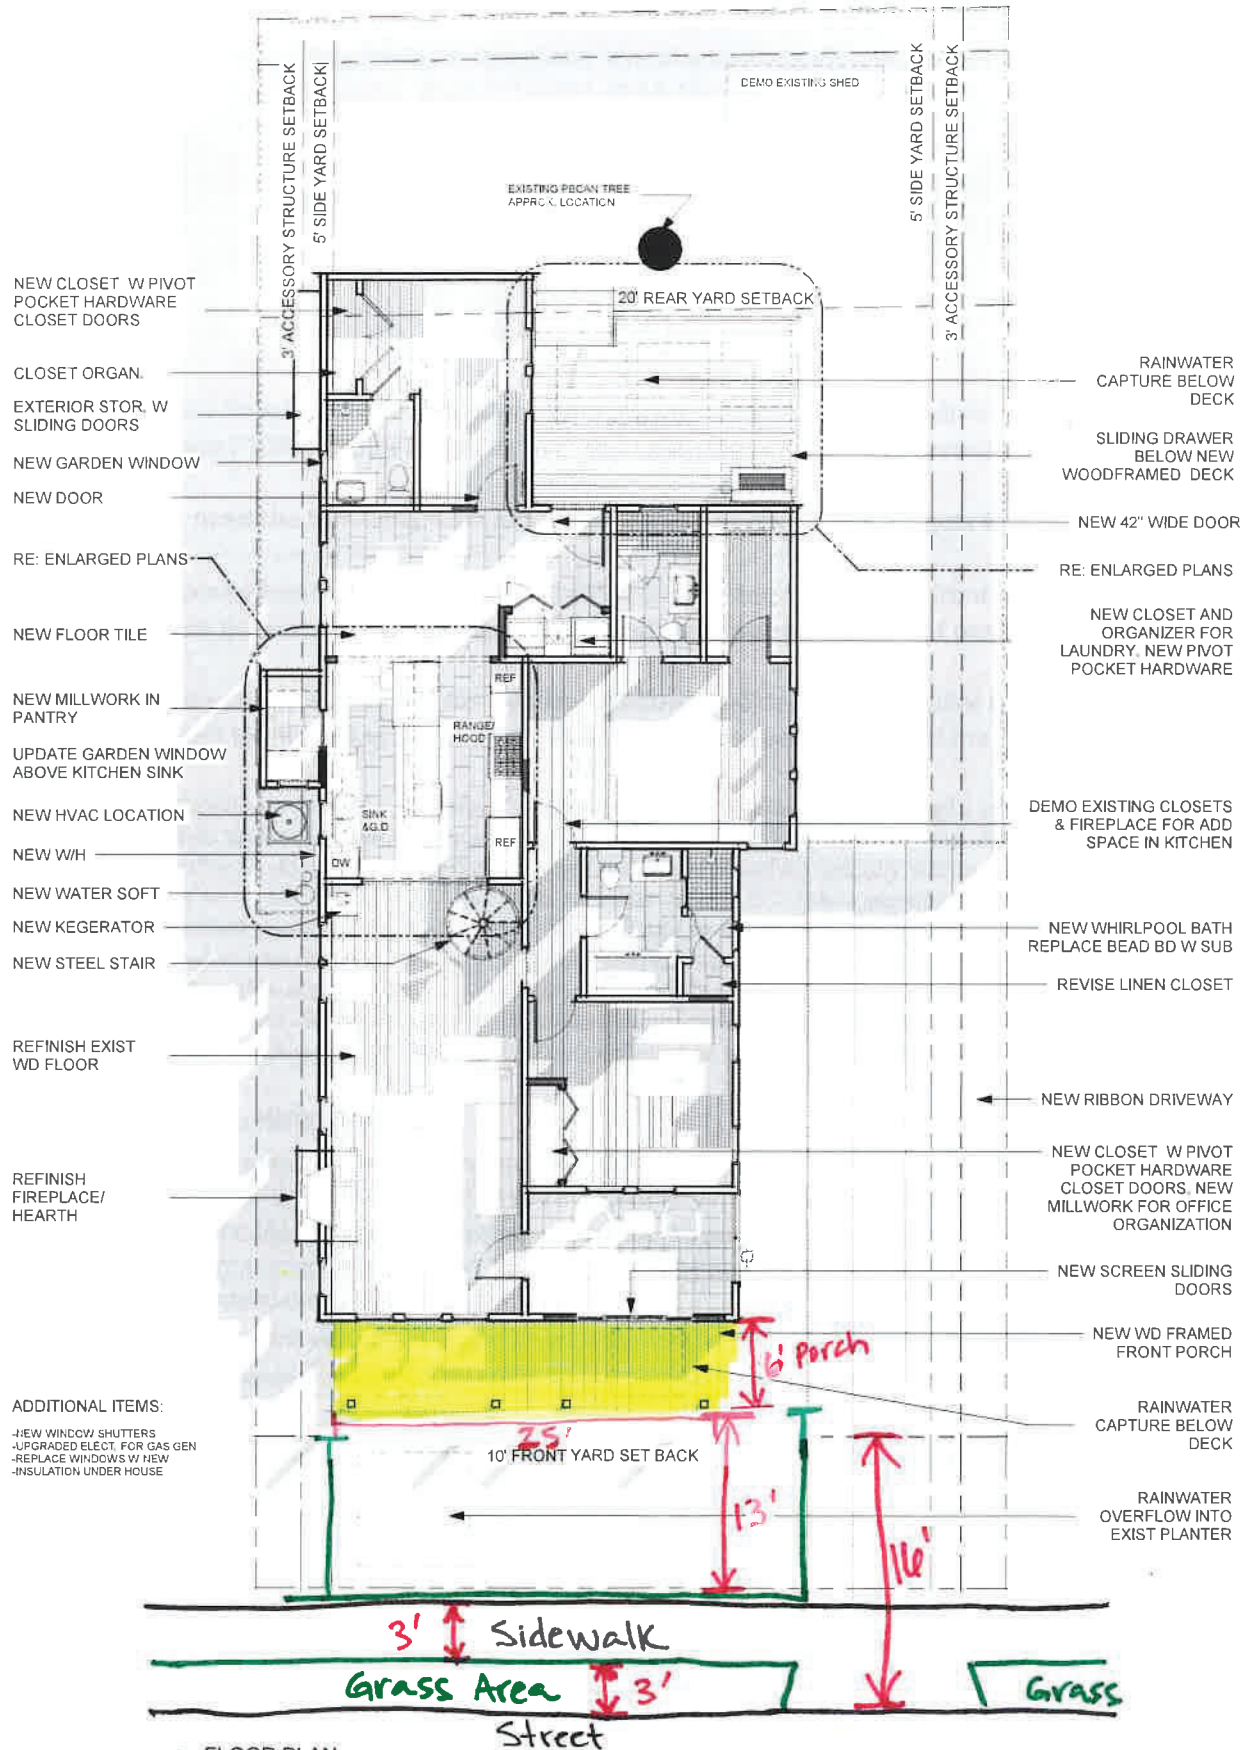 3' ACCESSORY STRUCTURE SETBACK
5' SIDE YARD SETBACK
DEMO EXISTING SHED
5' SIDE YARD SETBACK
3' ACCESSORY STRUCTURE SETBACK
EXISTING PECAN TREE
APPROX. LOCATION
20' REAR YARD SETBACK
NEW CLOSET W PIVOT
POCKET HARDWARE
CLOSET DOORS
CLOSET ORGAN.
EXTERIOR STOR. W
SLIDING DOORS
NEW GARDEN WINDOW
NEW DOOR
RE: ENLARGED PLANS
NEW FLOOR TILE
NEW MILLWORK IN
PANTRY
UPDATE GARDEN WINDOW
ABOVE KITCHEN SINK
NEW HVAC LOCATION
NEW W/H
NEW WATER SOFT
NEW KEGERATOR
NEW STEEL STAIR
REFINISH EXIST
WD FLOOR
REFINISH
FIREPLACE/
HEARTH
ADDITIONAL ITEMS:
-NEW WINDOW SHUTTERS
-UPGRADED ELECT. FOR GAS GEN
-REPLACE WINDOWS W NEW
-INSULATION UNDER HOUSE
REF
RANGE/
HOOD
SINK
&G.D
REF
DW
RAINWATER
CAPTURE BELOW
DECK
SLIDING DRAWER
BELOW NEW
WOODFRAMED DECK
NEW 42" WIDE DOOR
RE: ENLARGED PLANS
NEW CLOSET AND
ORGANIZER FOR
LAUNDRY. NEW PIVOT
POCKET HARDWARE
DEMO EXISTING CLOSETS
& FIREPLACE FOR ADD
SPACE IN KITCHEN
NEW WHIRLPOOL BATH
REPLACE BEAD BD W SUB
REVISE LINEN CLOSET
NEW RIBBON DRIVEWAY
NEW CLOSET W PIVOT
POCKET HARDWARE
CLOSET DOORS. NEW
MILLWORK FOR OFFICE
ORGANIZATION
NEW SCREEN SLIDING
DOORS
NEW WD FRAMED
FRONT PORCH
RAINWATER
CAPTURE BELOW
DECK
RAINWATER
OVERFLOW INTO
EXIST PLANTER
6' Porch
25'
10' FRONT YARD SET BACK
13'
16'
3' Sidewalk
Grass Area 3' Grass
Street
FLOOR PLAN